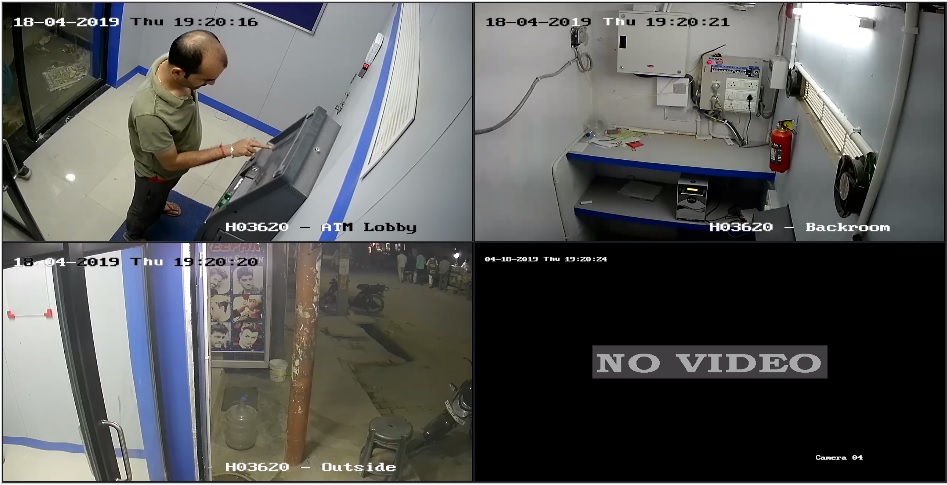 18-04-2019 Thu 19:20:16
H03620 - ATM Lobby
18-04-2019 Thu 19:20:21
H03620 - Backroom
18-04-2019 Thu 19:20:20
H03620 - Outside
04-18-2019 Thu 19:20:24
NO VIDEO
Camera 04